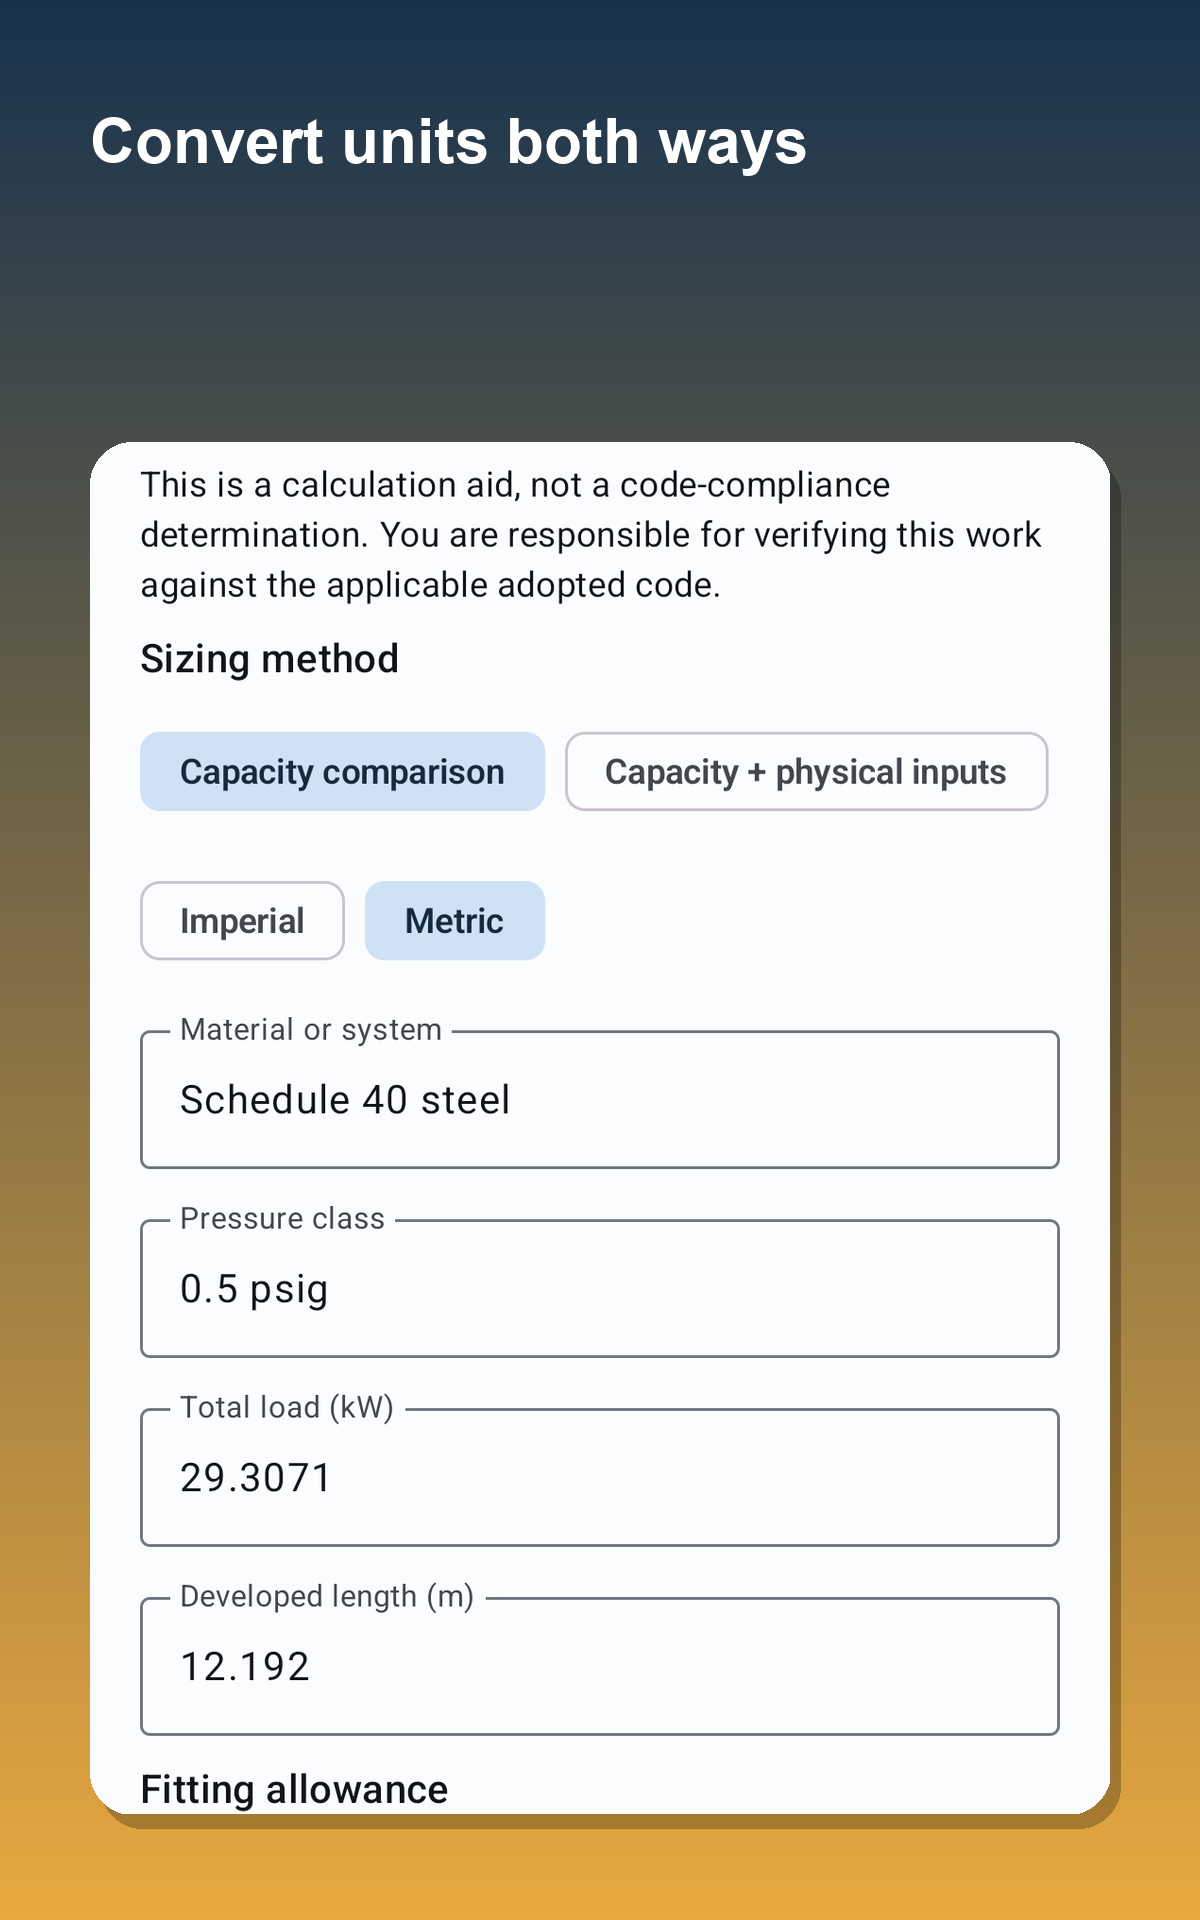 Convert units both ways
This is a calculation aid, not a code-compliance
determination. You are responsible for verifying this work
against the applicable adopted code.
Sizing method
Capacity comparison
Capacity + physical inputs
Imperial
Metric
Material or system
Schedule 40 steel
Pressure class
0.5 psig
Total load (kW)
29.3071
Developed length (m)
12.192
Fitting allowance